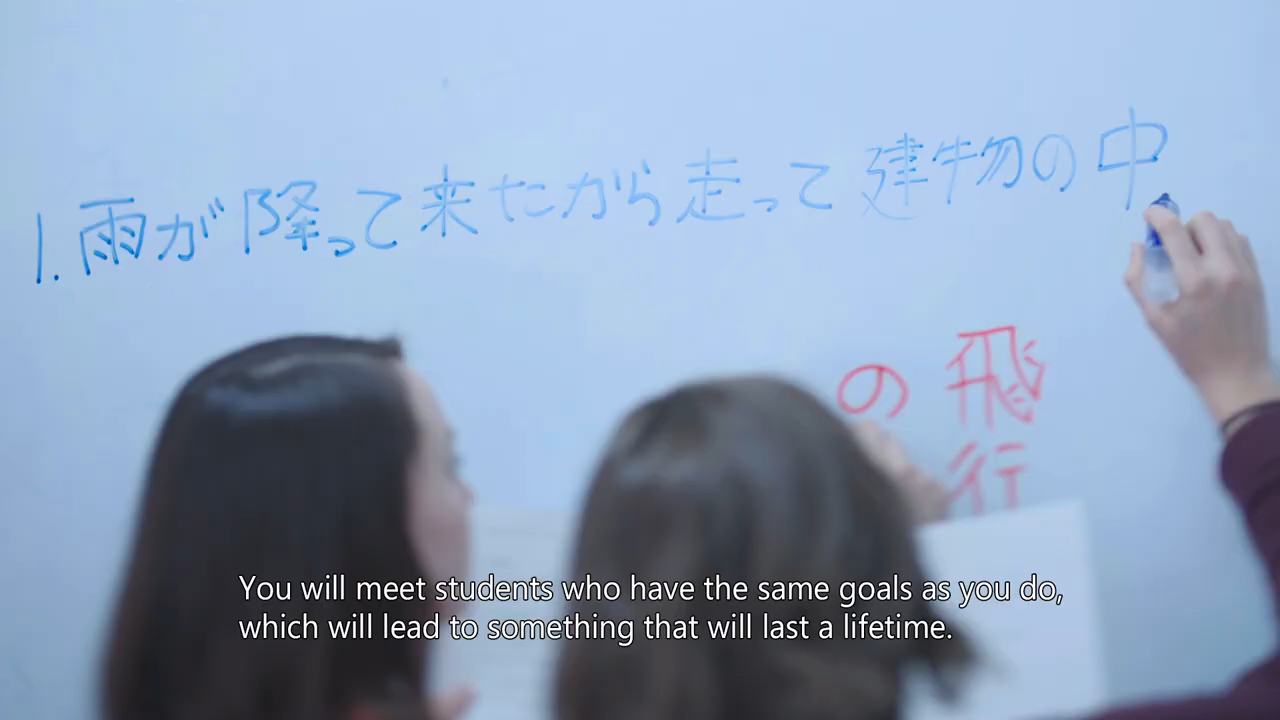 1. 雨が降って来たから走って建物の中
飛行
の
You will meet students who have the same goals as you do,
which will lead to something that will last a lifetime.